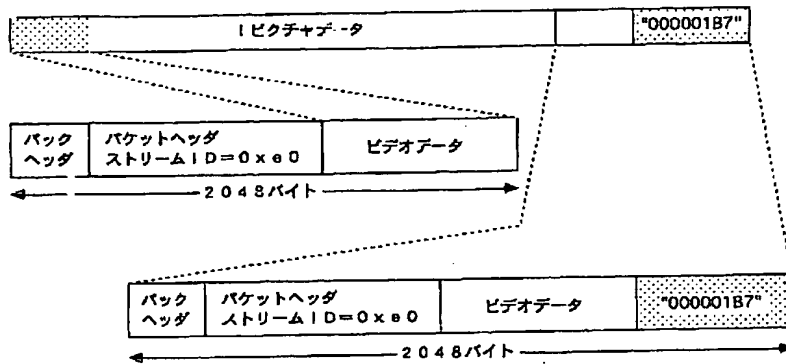 Iピクチャデータ
"000001B7"
パック
ヘッダ
パケットヘッダ
ストリームID=0xe0
ビデオデータ
2048バイト
パック
ヘッダ
パケットヘッダ
ストリームID=0xe0
ビデオデータ
"000001B7"
2048バイト